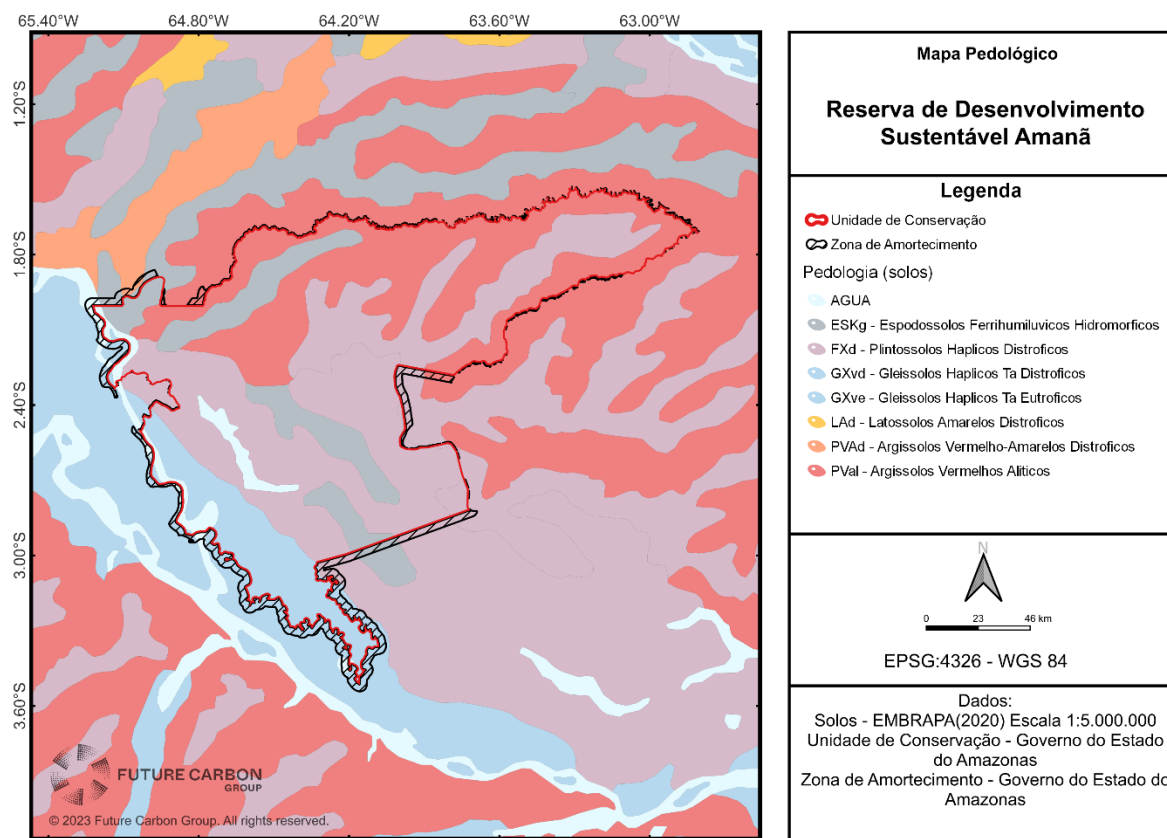 65.40°W
64.80°W
64.20°W
63.60°W
63.00°W
1.20°S
1.80°S
2.40°S
3.00°S
3.60°S
FUTURE CARBON
GROUP
© 2023 Future Carbon Group. All rights reserved.
Mapa Pedológico
Reserva de Desenvolvimento
Sustentável Amanã
Legenda
Unidade de Conservação
Zona de Amortecimento
Pedologia (solos)
AGUA
ESKg - Espodossolos Ferrihumiluvicos Hidromorficos
FXd - Plintossolos Haplicos Distroficos
GXvd - Gleissolos Haplicos Ta Distroficos
GXve - Gleissolos Haplicos Ta Eutroficos
LAd - Latossolos Amarelos Distroficos
PVAd - Argissolos Vermelho-Amarelos Distroficos
PVal - Argissolos Vermelhos Aliticos
N
0 23 46 km
EPSG:4326 - WGS 84
Dados:
Solos - EMBRAPA(2020) Escala 1:5.000.000
Unidade de Conservação - Governo do Estado
do Amazonas
Zona de Amortecimento - Governo do Estado do
Amazonas